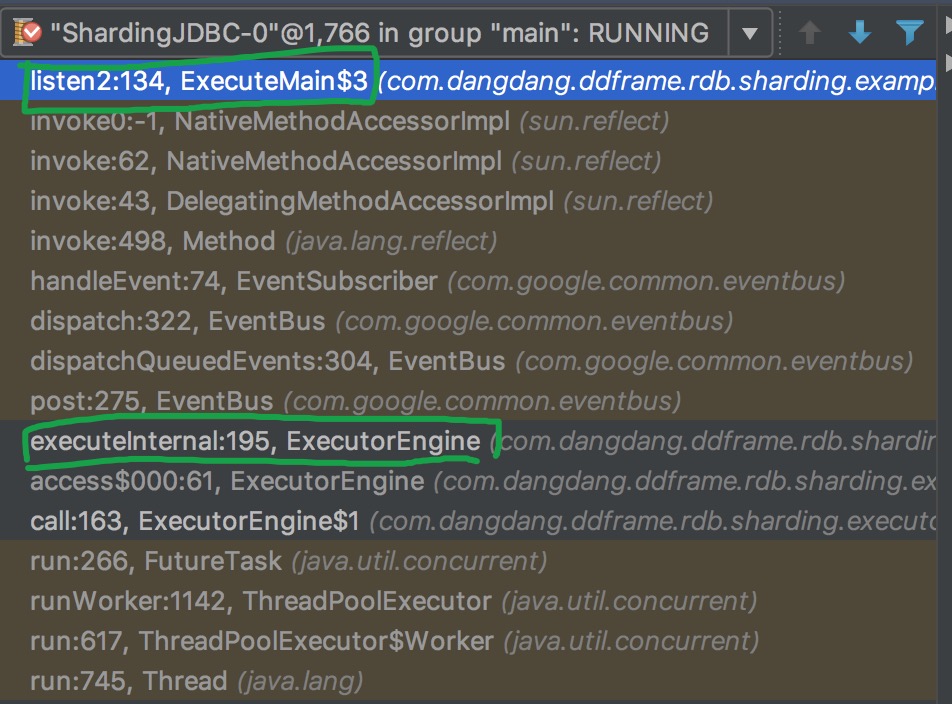 "ShardingJDBC-0"@1,766 in group "main": RUNNING
listen2:134, ExecuteMain$3 (com.dangdang.ddframe.rdb.sharding.examp
invoke0:-1, NativeMethodAccessorImpl (sun.reflect)
invoke:62, NativeMethodAccessorImpl (sun.reflect)
invoke:43, DelegatingMethodAccessorImpl (sun.reflect)
invoke:498, Method (java.lang.reflect)
handleEvent:74, EventSubscriber (com.google.common.eventbus)
dispatch:322, EventBus (com.google.common.eventbus)
dispatchQueuedEvents:304, EventBus (com.google.common.eventbus)
post:275, EventBus (com.google.common.eventbus)
executeInternal:195, ExecutorEngine (com.dangdang.ddframe.rdb.shardin
access$000:61, ExecutorEngine (com.dangdang.ddframe.rdb.sharding.ex
call:163, ExecutorEngine$1 (com.dangdang.ddframe.rdb.sharding.executo
run:266, FutureTask (java.util.concurrent)
runWorker:1142, ThreadPoolExecutor (java.util.concurrent)
run:617, ThreadPoolExecutor$Worker (java.util.concurrent)
run:745, Thread (java.lang)